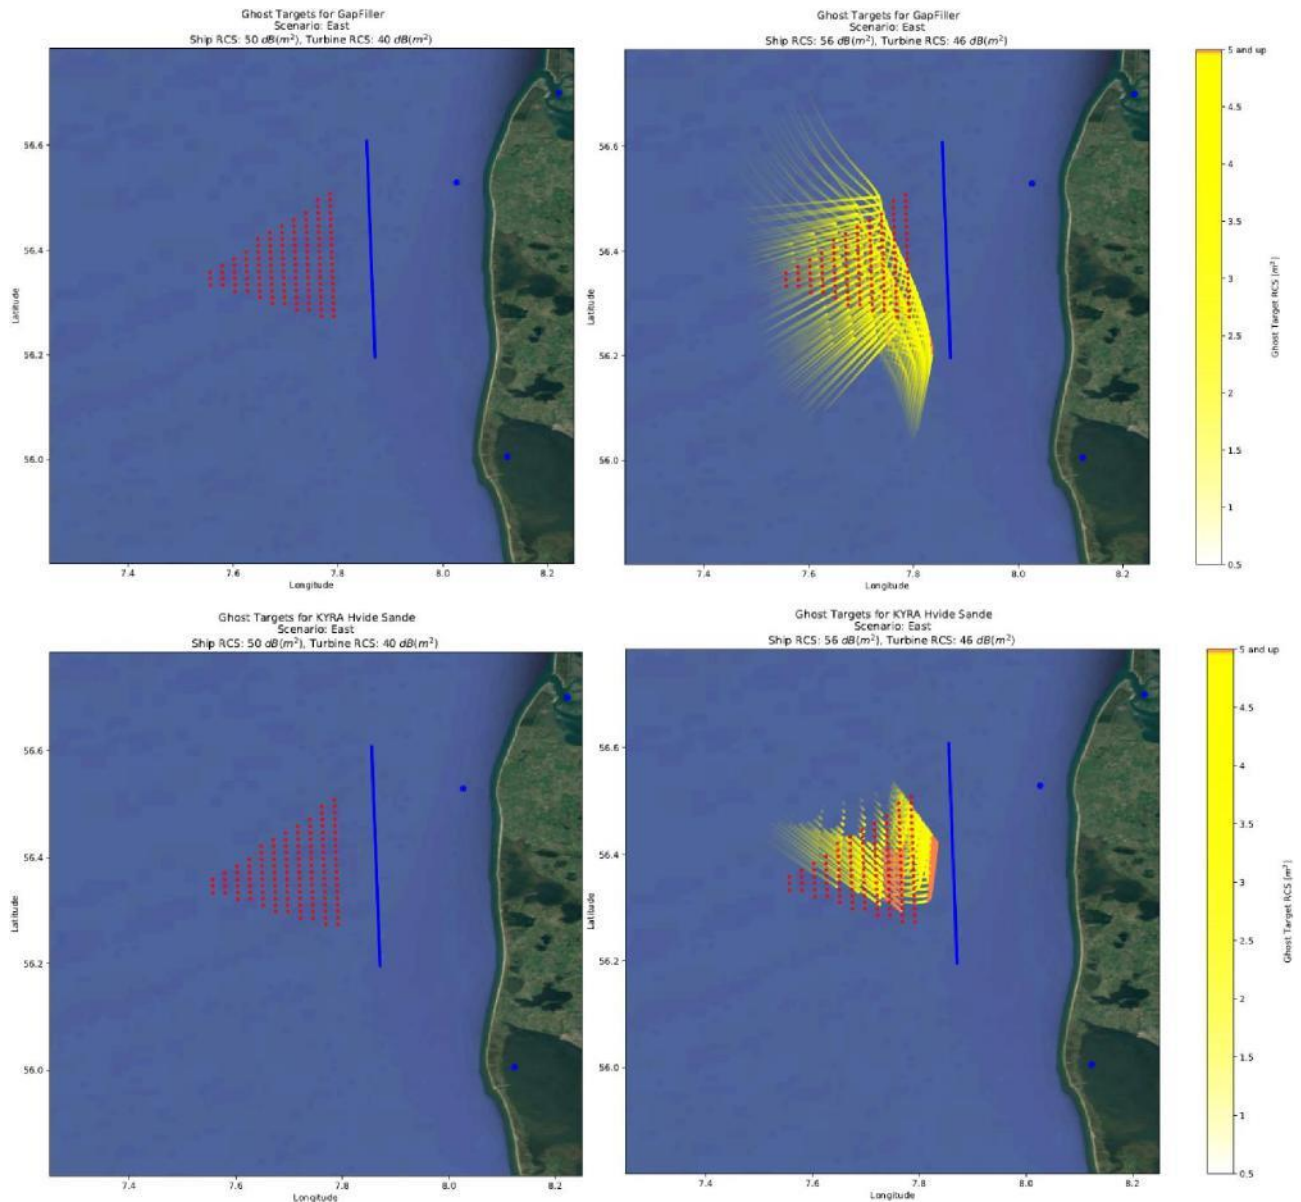 Ghost Targets for GapFiller
Scenario: East
Ship RCS: 50 dB(m²), Turbine RCS: 40 dB(m²)
56.6
56.4
56.2
56.0
Latitude
7.4 7.6 7.8 8.0 8.2
Longitude
Ghost Targets for GapFiller
Scenario: East
Ship RCS: 56 dB(m²), Turbine RCS: 46 dB(m²)
56.6
56.4
56.2
56.0
Latitude
7.4 7.6 7.8 8.0 8.2
Longitude
5 and up
4.5
4
3.5
3
2.5
2
1.5
1
0.5
Ghost Target RCS [m²]
Ghost Targets for KYRA Hvide Sande
Scenario: East
Ship RCS: 50 dB(m²), Turbine RCS: 40 dB(m²)
56.6
56.4
56.2
56.0
Latitude
7.4 7.6 7.8 8.0 8.2
Longitude
Ghost Targets for KYRA Hvide Sande
Scenario: East
Ship RCS: 56 dB(m²), Turbine RCS: 46 dB(m²)
56.6
56.4
56.2
56.0
Latitude
7.4 7.6 7.8 8.0 8.2
Longitude
5 and up
4.5
4
3.5
3
2.5
2
1.5
1
0.5
Ghost Target RCS [m²]